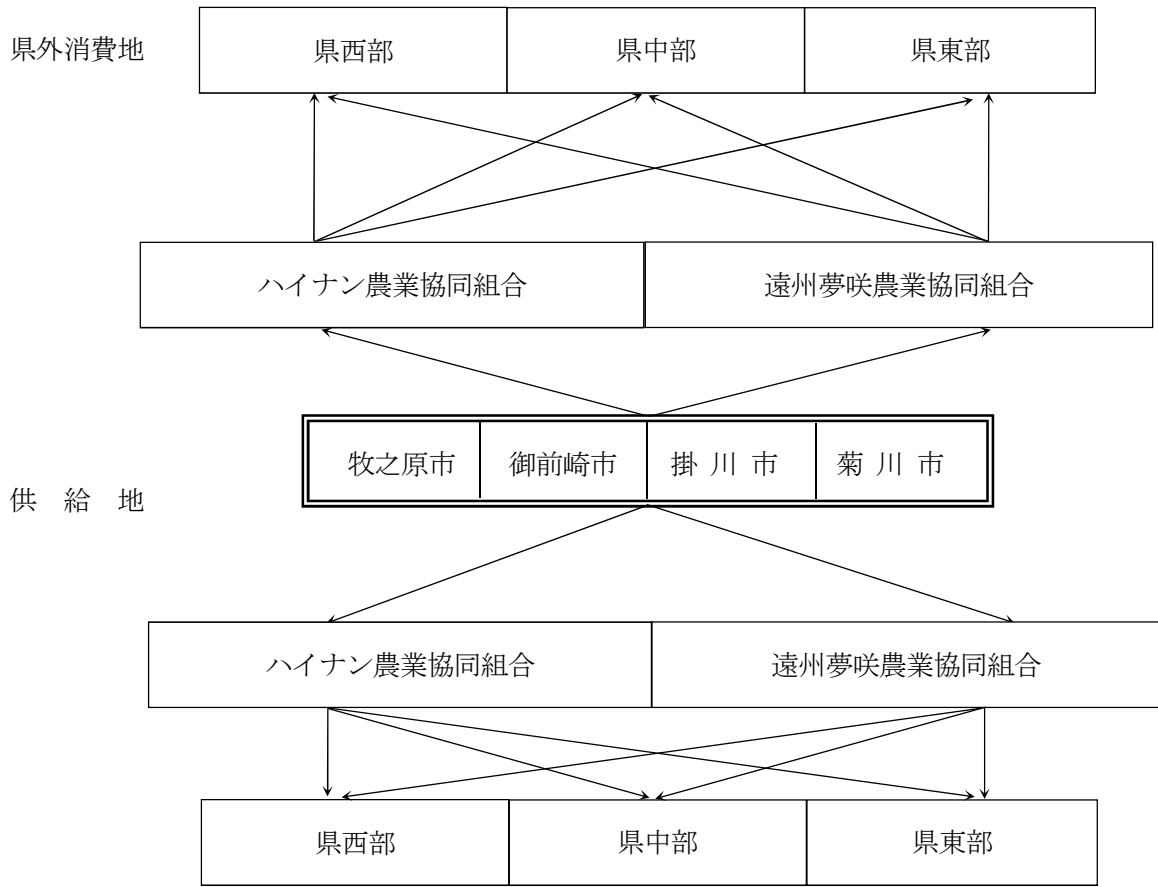 県外消費地
県西部 県中部 県東部
ハイナン農業協同組合 遠州夢咲農業協同組合
牧之原市 御前崎市 掛川市 菊川市
供給地
ハイナン農業協同組合 遠州夢咲農業協同組合
県西部 県中部 県東部